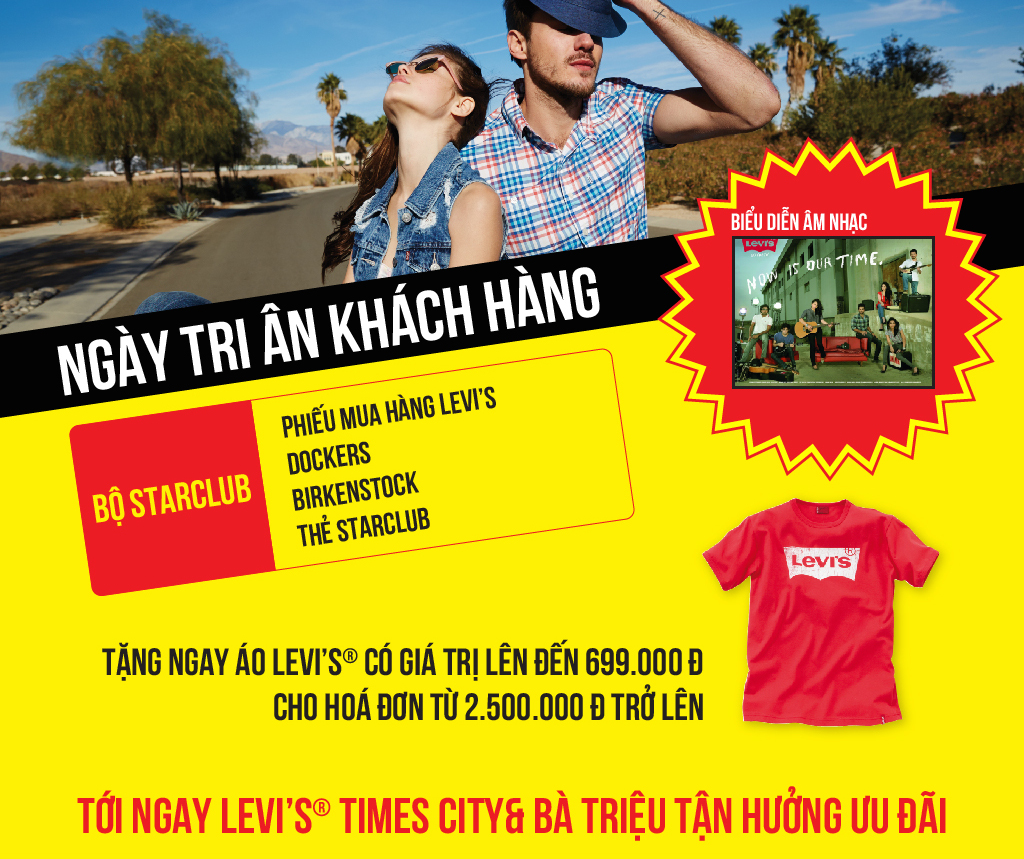 BIỂU DIỄN ÂM NHẠC
Levi's
NOW IS OUR TIME.
NGÀY TRI ÂN KHÁCH HÀNG
BỘ STARCLUB
PHIẾU MUA HÀNG LEVI'S
DOCKERS
BIRKENSTOCK
THẺ STARCLUB
Levi's®
TẶNG NGAY ÁO LEVI'S® CÓ GIÁ TRỊ LÊN ĐẾN 699.000 Đ
CHO HOÁ ĐƠN TỪ 2.500.000 Đ TRỞ LÊN
TỚI NGAY LEVI'S® TIMES CITY& BÀ TRIỆU TẬN HƯỞNG ƯU ĐÃI